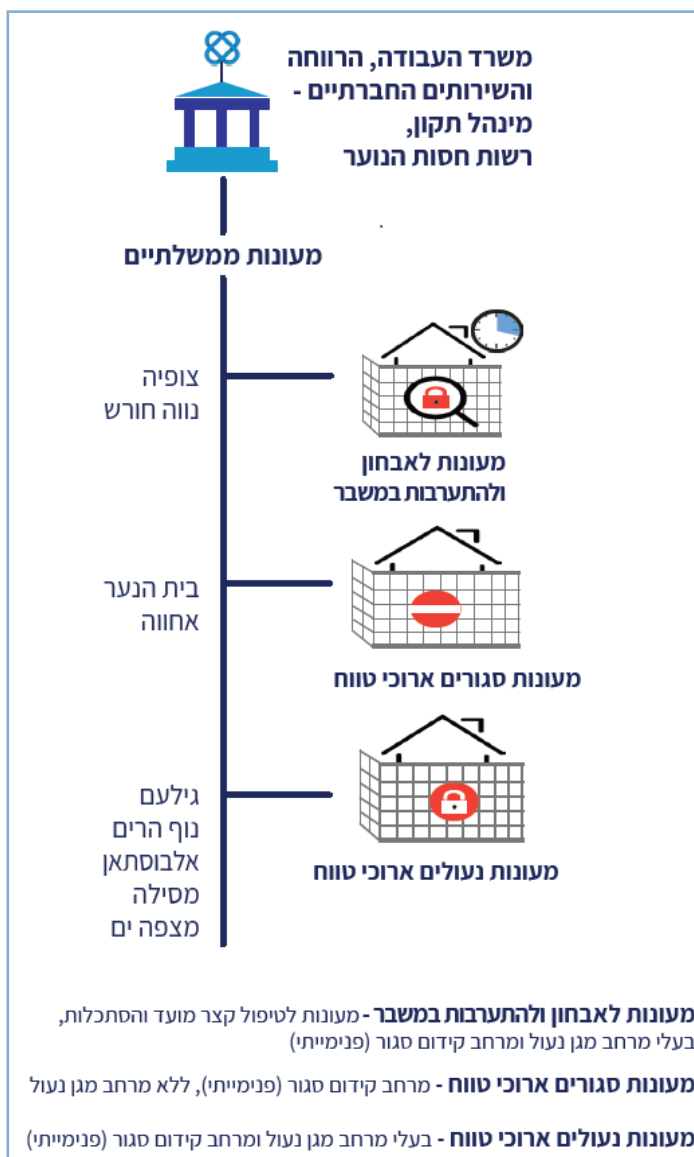 משרד העבודה, הרווחה
והשירותים החברתיים -
מינהל תקון,
רשות חסות הנוער
מעונות ממשלתיים
צופיה
נווה חורש
מעונות לאבחון
ולהתערבות במשבר
בית הנער
אחווה
מעונות סגורים ארוכי טווח
גילעם
נוף הרים
אלבוסתאן
מסילה
מצפה ים
מעונות נעולים ארוכי טווח
מעונות לאבחון ולהתערבות במשבר - מעונות לטיפול קצר מועד והסתכלות,
בעלי מרחב מגן נעול ומרחב קידום סגור (פנימייתי)
מעונות סגורים ארוכי טווח - מרחב קידום סגור (פנימייתי), ללא מרחב מגן נעול
מעונות נעולים ארוכי טווח - בעלי מרחב מגן נעול ומרחב קידום סגור (פנימייתי)